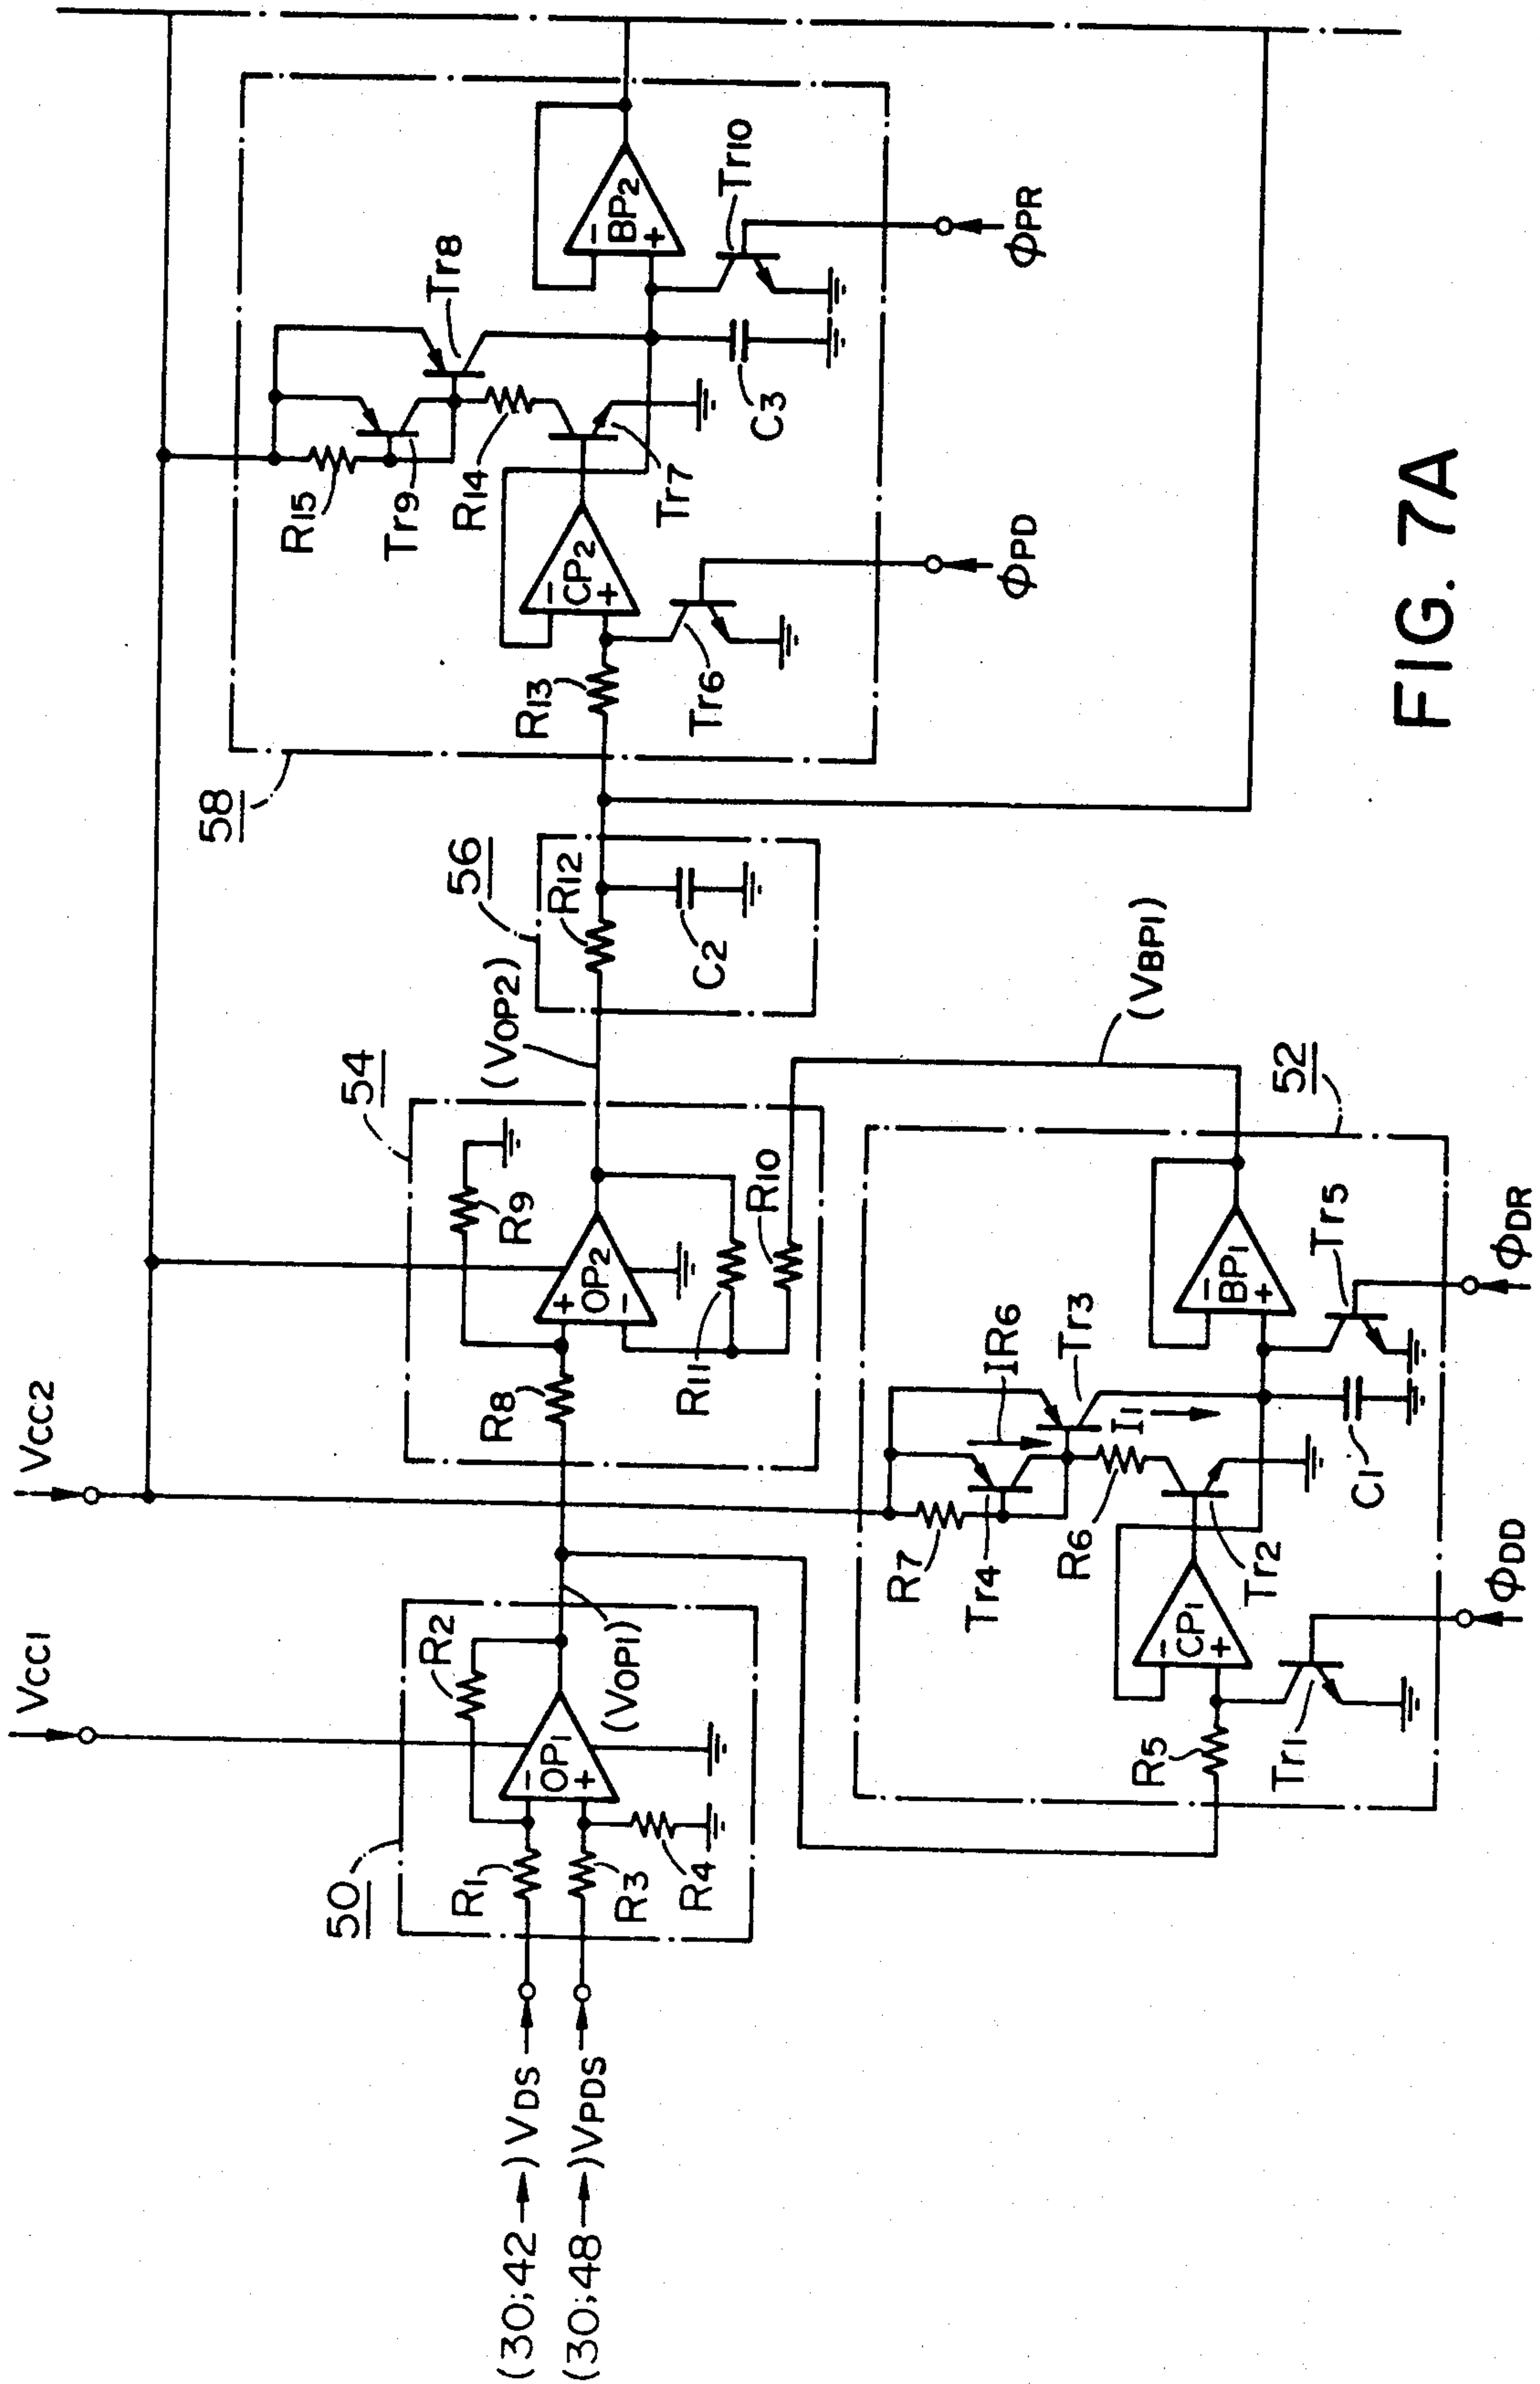 VCC1
VCC2
50
R1
R2
R3
R4
OP1
−
+
(VOP1)
(30;42→) VDS
(30;48→) VPDS
54
R8
R9
OP2
+
−
R11
R10
(VOP2)
56
R12
C2
58
R13
CP2
−
+
Tr6
R15
Tr9
R14
Tr8
Tr7
C3
BP2
−
+
Tr10
ΦPD
ΦPR
52
R5
CP1
−
+
Tr1
R7
Tr4
R6
IR6
Tr3
I1
Tr2
C1
BP1
−
+
Tr5
(VBP1)
ΦDD
ΦDR
FIG. 7A